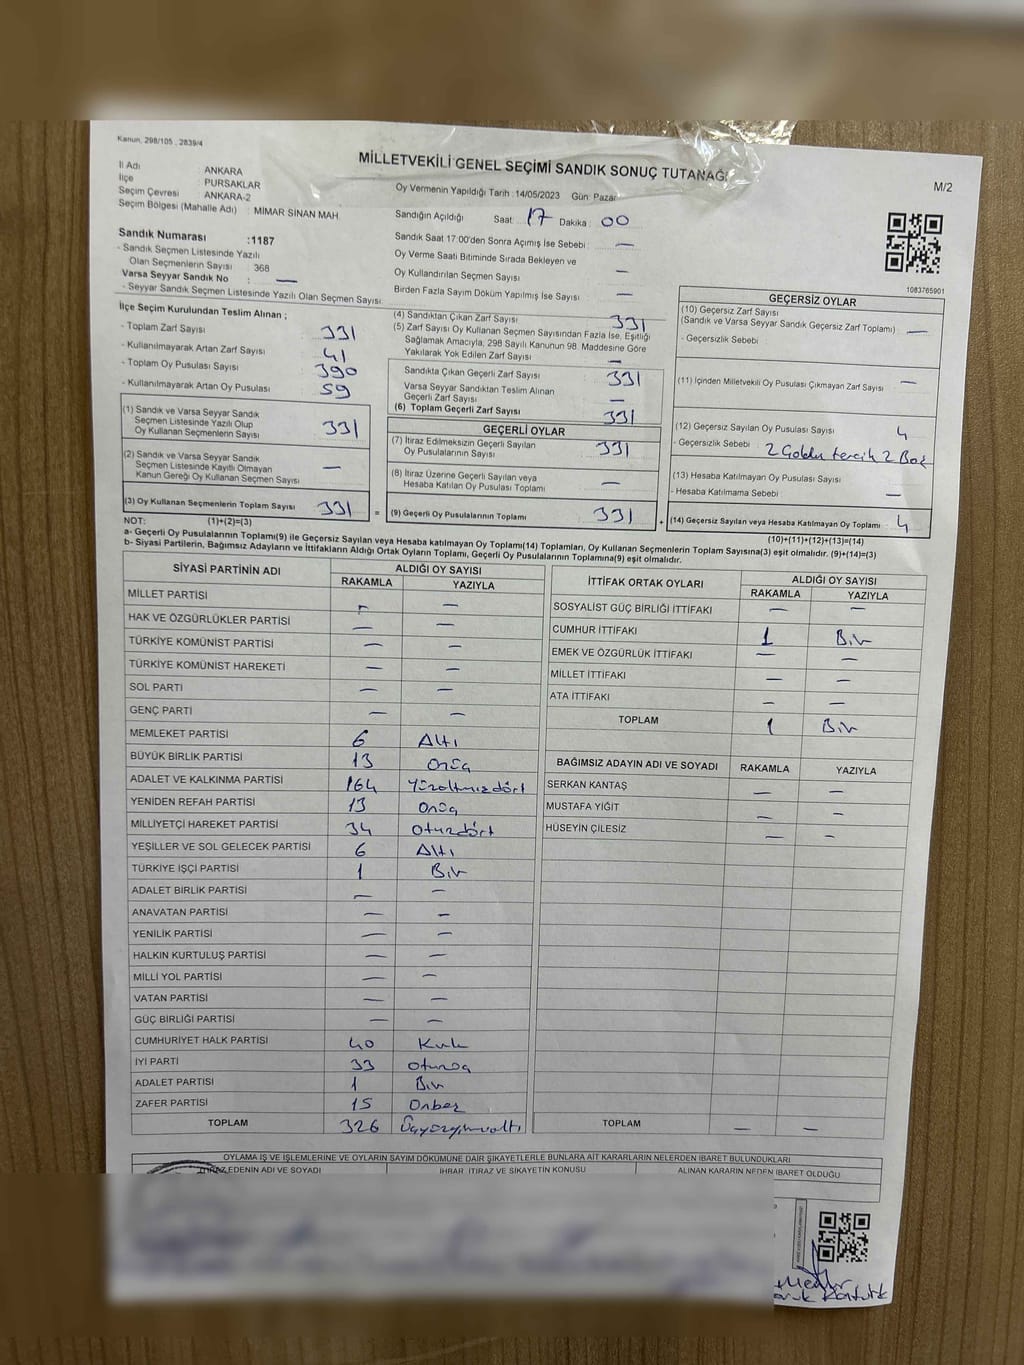 Kanun, 298/105 , 2839/4
MİLLETVEKİLİ GENEL SEÇİMİ SANDIK SONUÇ TUTANAĞI
M/2
İl Adı : ANKARA
İlçe : PURSAKLAR
Seçim Çevresi : ANKARA-2
Seçim Bölgesi (Mahalle Adı) : MİMAR SİNAN MAH
Oy Vermenin Yapıldığı Tarih : 14/05/2023 Gün: Pazar
Sandığın Açıldığı Saat: 17 Dakika : 00
Sandık Saat 17:00'den Sonra Açımış İse Sebebi : —
Oy Verme Saati Bitiminde Sırada Bekleyen ve
Oy Kullandırılan Seçmen Sayısı : —
Birden Fazla Sayım Döküm Yapılmış İse Sayısı : —
Sandık Numarası :1187
- Sandık Seçmen Listesinde Yazılı
Olan Seçmenlerin Sayısı : 368
Varsa Seyyar Sandık No : —
- Seyyar Sandık Seçmen Listesinde Yazılı Olan Seçmen Sayısı:
1083765901
İlçe Seçim Kurulundan Teslim Alınan ;
- Toplam Zarf Sayısı : 331
- Kullanılmayarak Artan Zarf Sayısı : 41
- Toplam Oy Pusulası Sayısı : 390
- Kullanılmayarak Artan Oy Pusulası : 59
(1) Sandık ve Varsa Seyyar Sandık
Seçmen Listesinde Yazılı Olup
Oy Kullanan Seçmenlerin Sayısı : 331
(2) Sandık ve Varsa Seyyar Sandık
Seçmen Listesinde Kayıtlı Olmayan
Kanun Gereği Oy Kullanan Seçmen Sayısı : —
(3) Oy Kullanan Seçmenlerin Toplam Sayısı : 331
(4) Sandıktan Çıkan Zarf Sayısı : 331
(5) Zarf Sayısı Oy Kullanan Seçmen Sayısından Fazla İse, Eşitliği
Sağlamak Amacıyla, 298 Sayılı Kanunun 98. Maddesine Göre
Yakılarak Yok Edilen Zarf Sayısı : —
Sandıkta Çıkan Geçerli Zarf Sayısı : 331
Varsa Seyyar Sandıktan Teslim Alınan
Geçerli Zarf Sayısı : —
(6) Toplam Geçerli Zarf Sayısı : 331
GEÇERLİ OYLAR
(7) İtiraz Edilmeksizin Geçerli Sayılan
Oy Pusulalarının Sayısı : 331
(8) İtiraz Üzerine Geçerli Sayılan veya
Hesaba Katılan Oy Pusulası Toplamı : —
= (9) Geçerli Oy Pusulalarının Toplamı : 331
GEÇERSİZ OYLAR
(10) Geçersiz Zarf Sayısı
(Sandık ve Varsa Seyyar Sandık Geçersiz Zarf Toplamı) : —
- Geçersizlik Sebebi :
(11) İçinden Milletvekili Oy Pusulası Çıkmayan Zarf Sayısı : —
(12) Geçersiz Sayılan Oy Pusulası Sayısı : 4
- Geçersizlik Sebebi : 2 Çoklu tercih 2 Boş
(13) Hesaba Katılmayan Oy Pusulası Sayısı :
- Hesaba Katılmama Sebebi : —
+ (14) Geçersiz Sayılan veya Hesaba Katılmayan Oy Toplamı : 4
NOT: (1)+(2)=(3) (10)+(11)+(12)+(13)=(14)
a- Geçerli Oy Pusulalarının Toplamı(9) ile Geçersiz Sayılan veya Hesaba katılmayan Oy Toplamı(14) Toplamları, Oy Kullanan Seçmenlerin Toplam Sayısına(3) eşit olmalıdır. (9)+(14)=(3)
b- Siyasi Partilerin, Bağımsız Adayların ve İttifakların Aldığı Ortak Oyların Toplamı, Geçerli Oy Pusulalarının Toplamına(9) eşit olmalıdır.
SİYASİ PARTİNİN ADI ALDIĞI OY SAYISI
RAKAMLA YAZIYLA
MİLLET PARTİSİ — —
HAK VE ÖZGÜRLÜKLER PARTİSİ — —
TÜRKİYE KOMÜNİST PARTİSİ — —
TÜRKİYE KOMÜNİST HAREKETİ — —
SOL PARTİ — —
GENÇ PARTİ — —
MEMLEKET PARTİSİ 6 Altı
BÜYÜK BİRLİK PARTİSİ 13 Onüç
ADALET VE KALKINMA PARTİSİ 164 Yüzaltmışdört
YENİDEN REFAH PARTİSİ 13 Onüç
MİLLİYETÇİ HAREKET PARTİSİ 34 Otuzdört
YEŞİLLER VE SOL GELECEK PARTİSİ 6 Altı
TÜRKİYE İŞÇİ PARTİSİ 1 Bir
ADALET BİRLİK PARTİSİ — —
ANAVATAN PARTİSİ — —
YENİLİK PARTİSİ — —
HALKIN KURTULUŞ PARTİSİ — —
MİLLİ YOL PARTİSİ — —
VATAN PARTİSİ — —
GÜÇ BİRLİĞİ PARTİSİ — —
CUMHURİYET HALK PARTİSİ 40 Kırk
İYİ PARTİ 33 Otuzüç
ADALET PARTİSİ 1 Bir
ZAFER PARTİSİ 15 Onbeş
TOPLAM 326 Üçyüzyirmialtı
İTTİFAK ORTAK OYLARI ALDIĞI OY SAYISI
RAKAMLA YAZIYLA
SOSYALİST GÜÇ BİRLİĞİ İTTİFAKI — —
CUMHUR İTTİFAKI 1 Bir
EMEK VE ÖZGÜRLÜK İTTİFAKI — —
MİLLET İTTİFAKI — —
ATA İTTİFAKI — —
TOPLAM 1 Bir
BAĞIMSIZ ADAYIN ADI VE SOYADI RAKAMLA YAZIYLA
SERKAN KANTAŞ — —
MUSTAFA YİĞİT — —
HÜSEYİN ÇİLESİZ — —
TOPLAM — —
OYLAMA İŞ VE İŞLEMLERİNE VE OYLARIN SAYIM DÖKÜMÜNE DAİR ŞİKAYETLERLE BUNLARA AİT KARARLARIN NELERDEN İBARET BULUNDUKLARI
İTİRAZ EDENİN ADI VE SOYADI İHBAR, İTİRAZ VE ŞİKAYETİN KONUSU ALINAN KARARIN NEDEN İBARET OLDUĞU